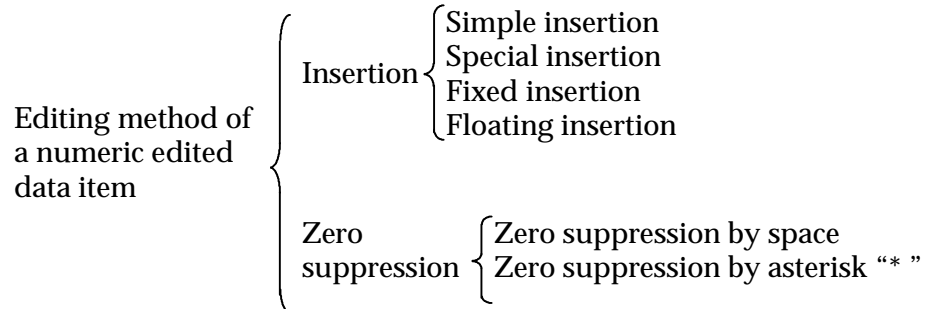 Editing method of
a numeric edited
data item
Insertion
Simple insertion
Special insertion
Fixed insertion
Floating insertion
Zero
suppression
Zero suppression by space
Zero suppression by asterisk “* ”